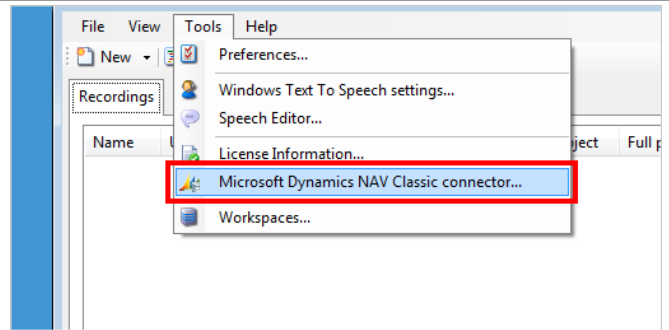 File View Tools Help
New
Preferences...
Recordings
Windows Text To Speech settings...
Speech Editor...
Name
Full
License Information...
Microsoft Dynamics NAV Classic connector...
Workspaces...